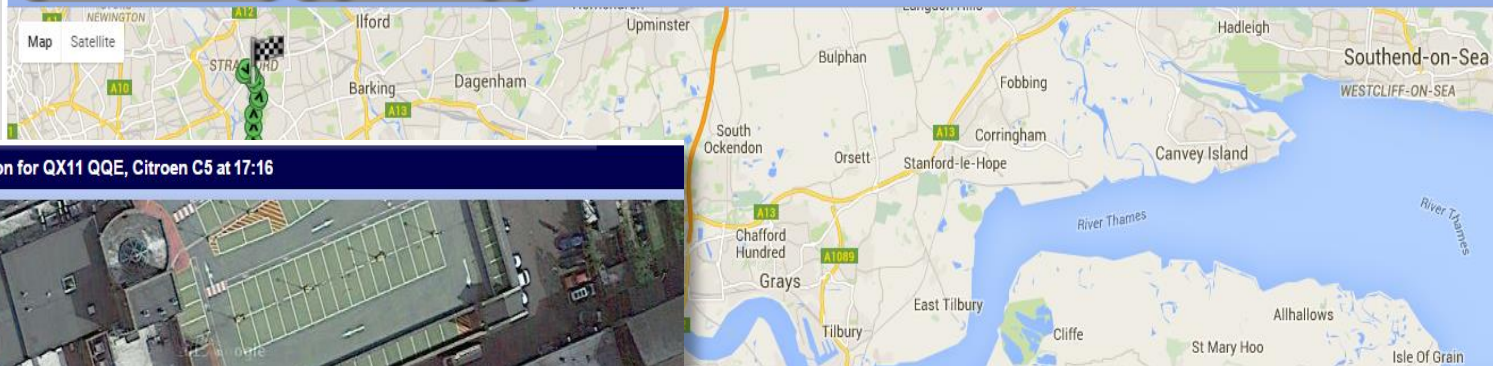 NEWINGTON
A12
Ilford
Upminster
Langdon Hills
Hadleigh
Map
Satellite
STRATFORD
Bulphan
Southend-on-Sea
WESTCLIFF-ON-SEA
A10
Barking
Dagenham
Fobbing
A13
South
Ockendon
A13
Corringham
Orsett
Stanford-le-Hope
Canvey Island
on for QX11 QQE, Citroen C5 at 17:16
A13
River Thames
River Thames
Chafford
Hundred
A1089
Grays
East Tilbury
Allhallows
Tilbury
Cliffe
St Mary Hoo
Isle Of Grain